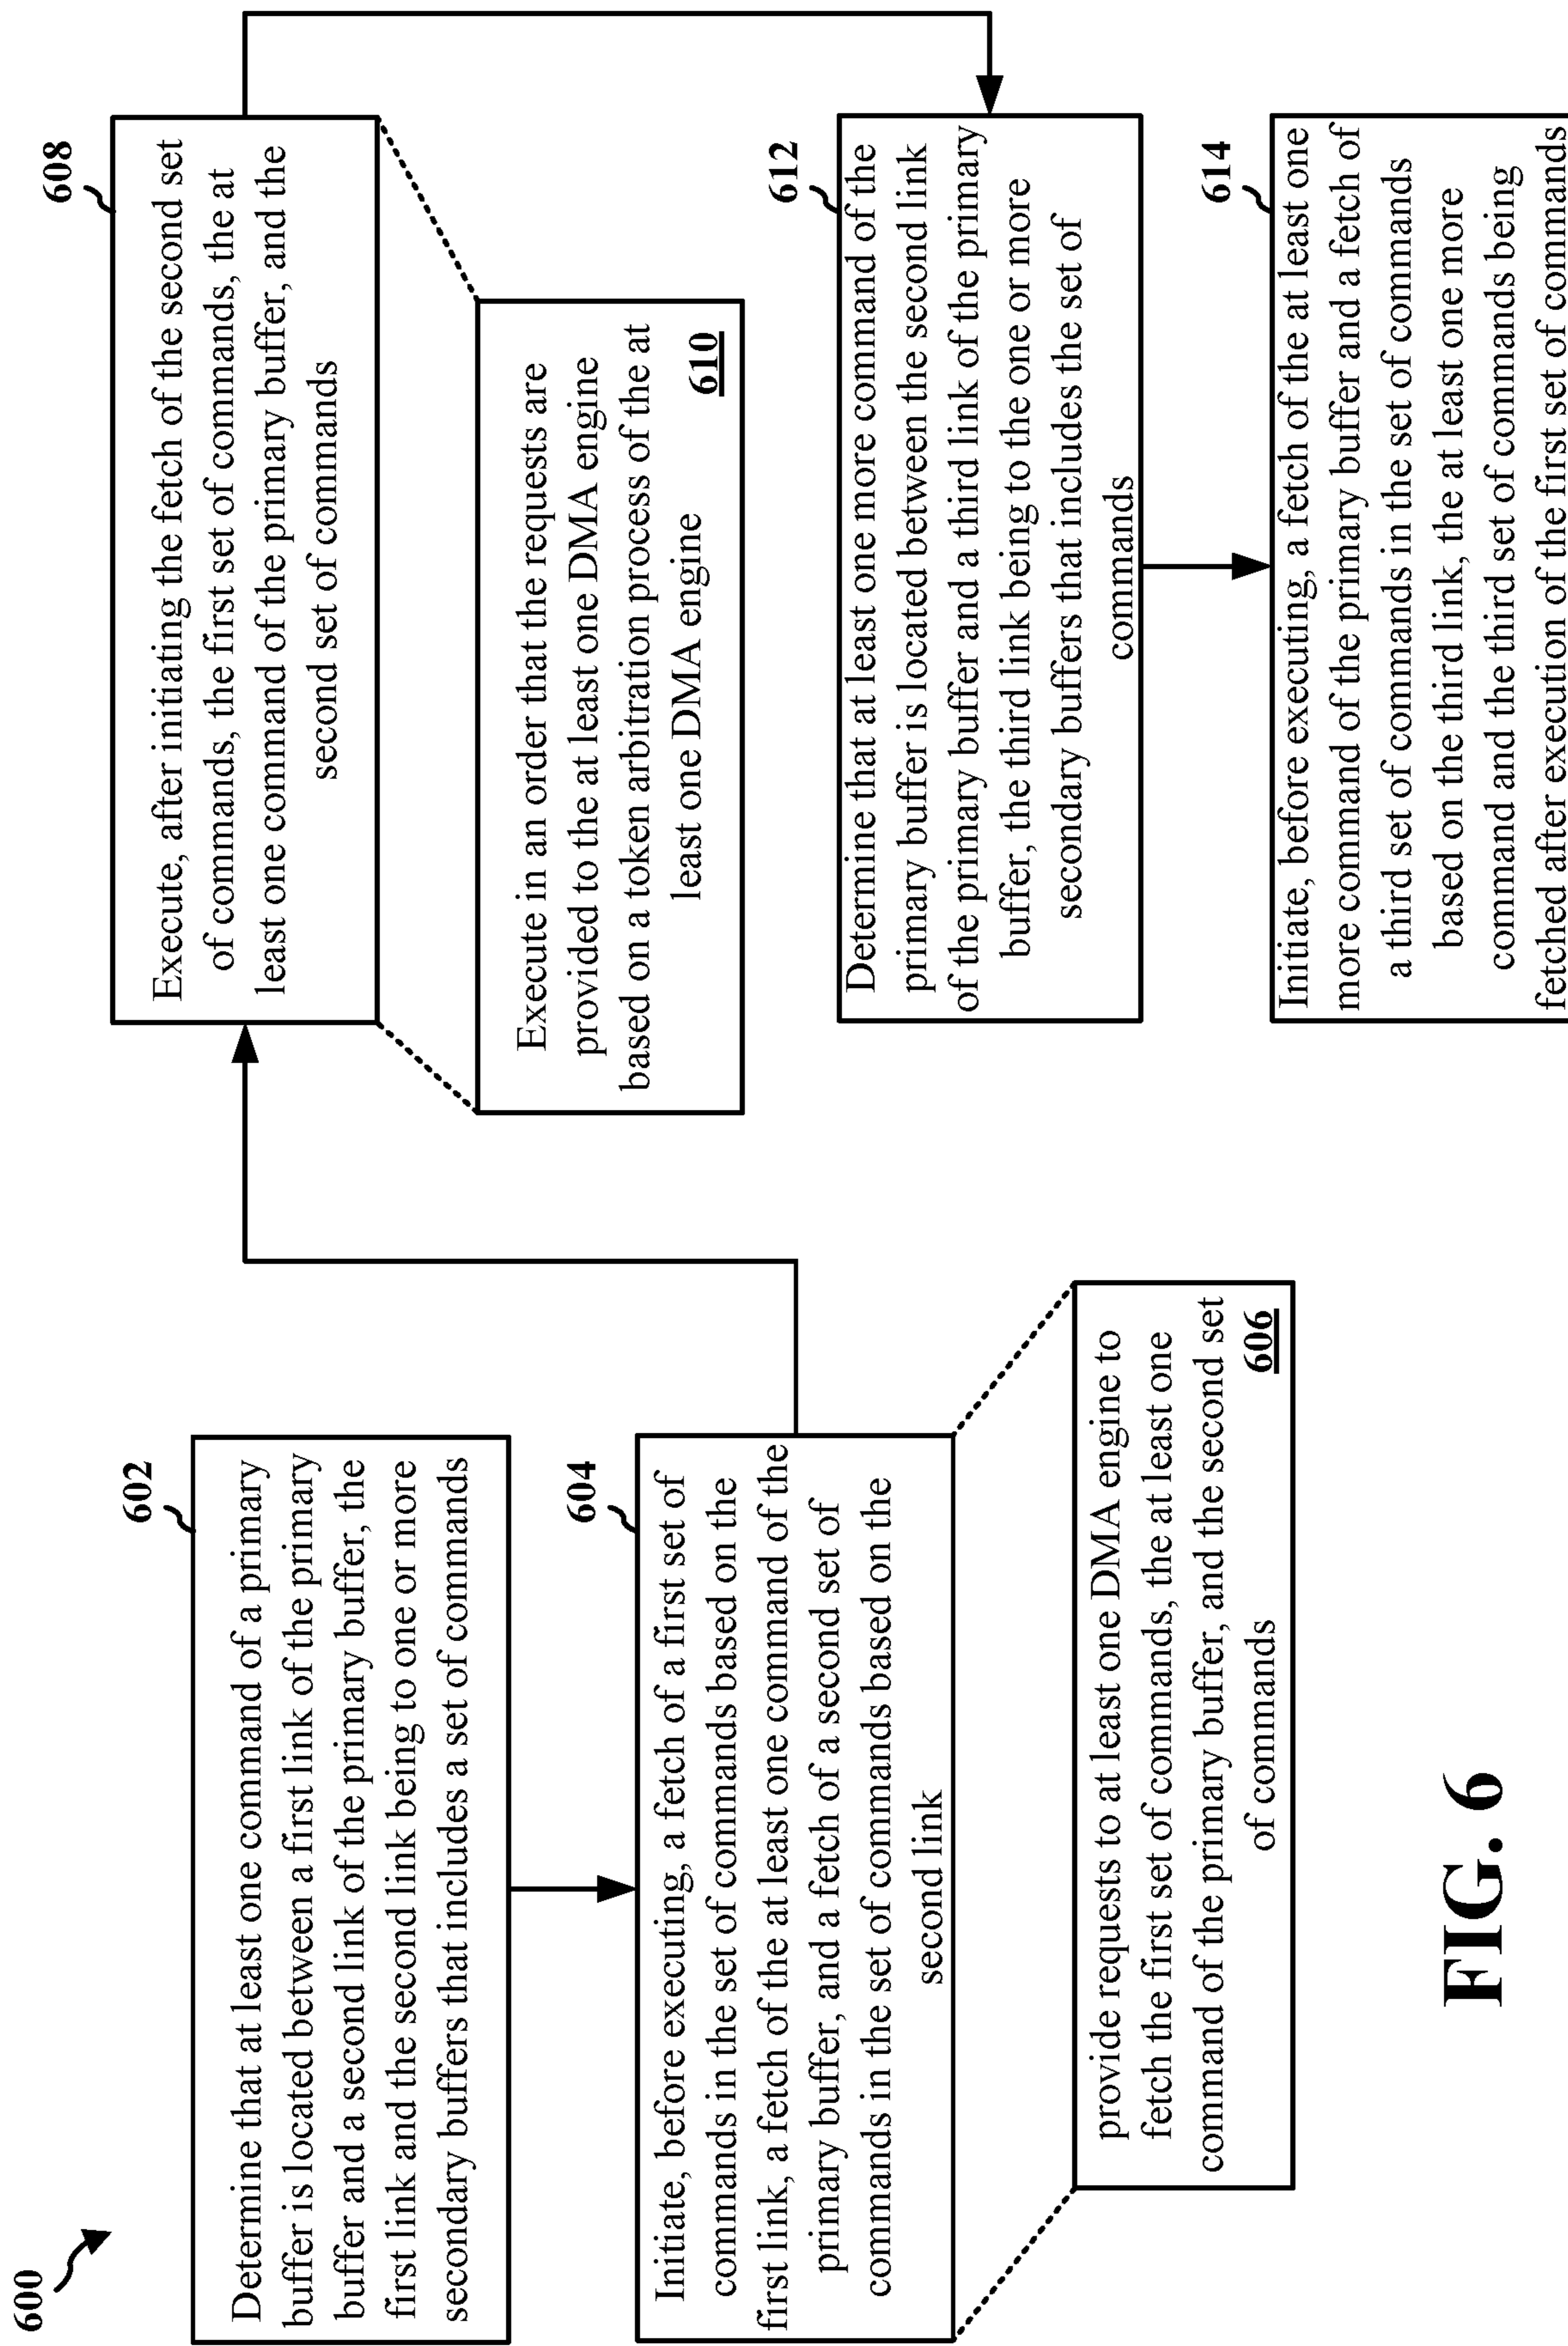 600
602
Determine that at least one command of a primary
buffer is located between a first link of the primary
buffer and a second link of the primary buffer, the
first link and the second link being to one or more
secondary buffers that includes a set of commands
604
Initiate, before executing, a fetch of a first set of
commands in the set of commands based on the
first link, a fetch of the at least one command of the
primary buffer, and a fetch of a second set of
commands in the set of commands based on the
second link
provide requests to at least one DMA engine to
fetch the first set of commands, the at least one
command of the primary buffer, and the second set
of commands
606
608
Execute, after initiating the fetch of the second set
of commands, the first set of commands, the at
least one command of the primary buffer, and the
second set of commands
Execute in an order that the requests are
provided to the at least one DMA engine
based on a token arbitration process of the at
least one DMA engine
610
612
Determine that at least one more command of the
primary buffer is located between the second link
of the primary buffer and a third link of the primary
buffer, the third link being to the one or more
secondary buffers that includes the set of
commands
614
Initiate, before executing, a fetch of the at least one
more command of the primary buffer and a fetch of
a third set of commands in the set of commands
based on the third link, the at least one more
command and the third set of commands being
fetched after execution of the first set of commands
FIG. 6